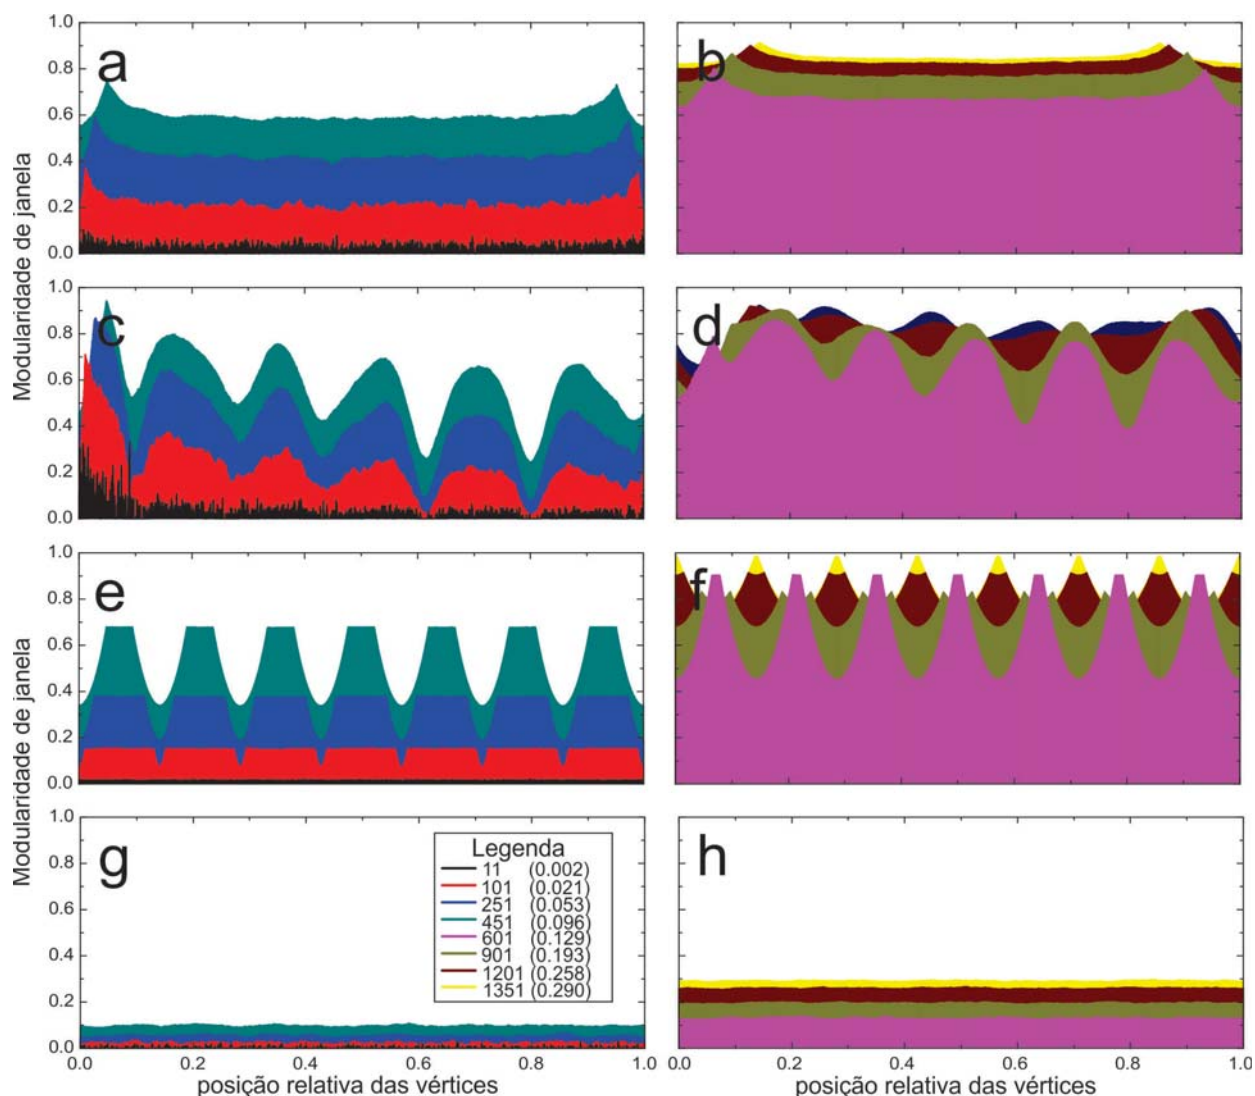 1.0
0.8
0.6
0.4
0.2
0.0
a
b
Modularidade de janela
1.0
0.8
0.6
0.4
0.2
0.0
c
d
1.0
0.8
0.6
0.4
0.2
0.0
e
f
Modularidade de janela
1.0
0.8
0.6
0.4
0.2
0.0
g
h
Legenda
11 (0.002)
101 (0.021)
251 (0.053)
451 (0.096)
601 (0.129)
901 (0.193)
1201 (0.258)
1351 (0.290)
0.0 0.2 0.4 0.6 0.8 1.0
0.0 0.2 0.4 0.6 0.8 1.0
posição relativa das vértices
posição relativa das vértices